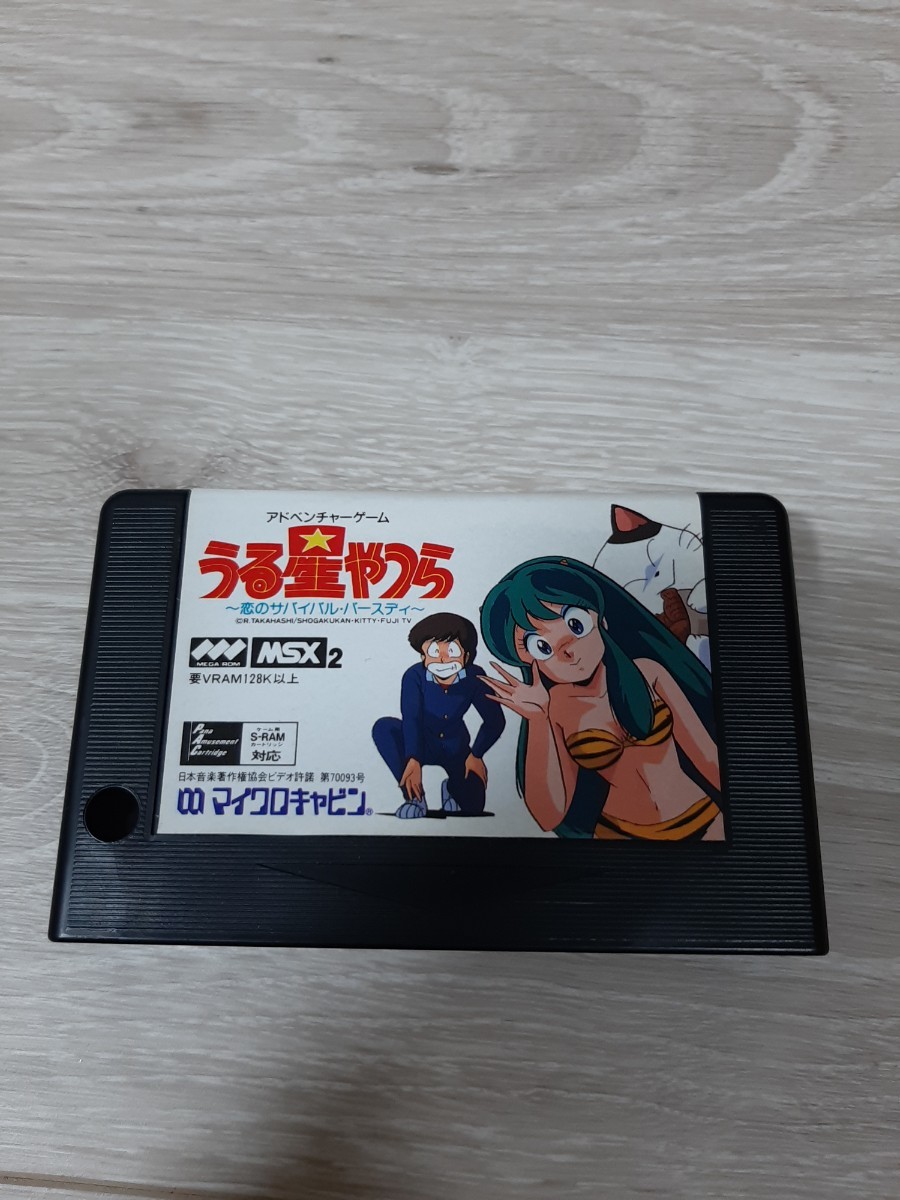 アドベンチャーゲーム
うる星やつら
〜恋のサバイバル・バースディ〜
©R.TAKAHASHI/SHOGAKUKAN・KITTY・FUJI TV
MEGA ROM
MSX2
要VRAM128K以上
Pana
Amusement
Cartridge
ゲーム用
S-RAM
カートリッジ
対応
日本音楽著作権協会ビデオ許諾 第70093号
マイクロキャビン®